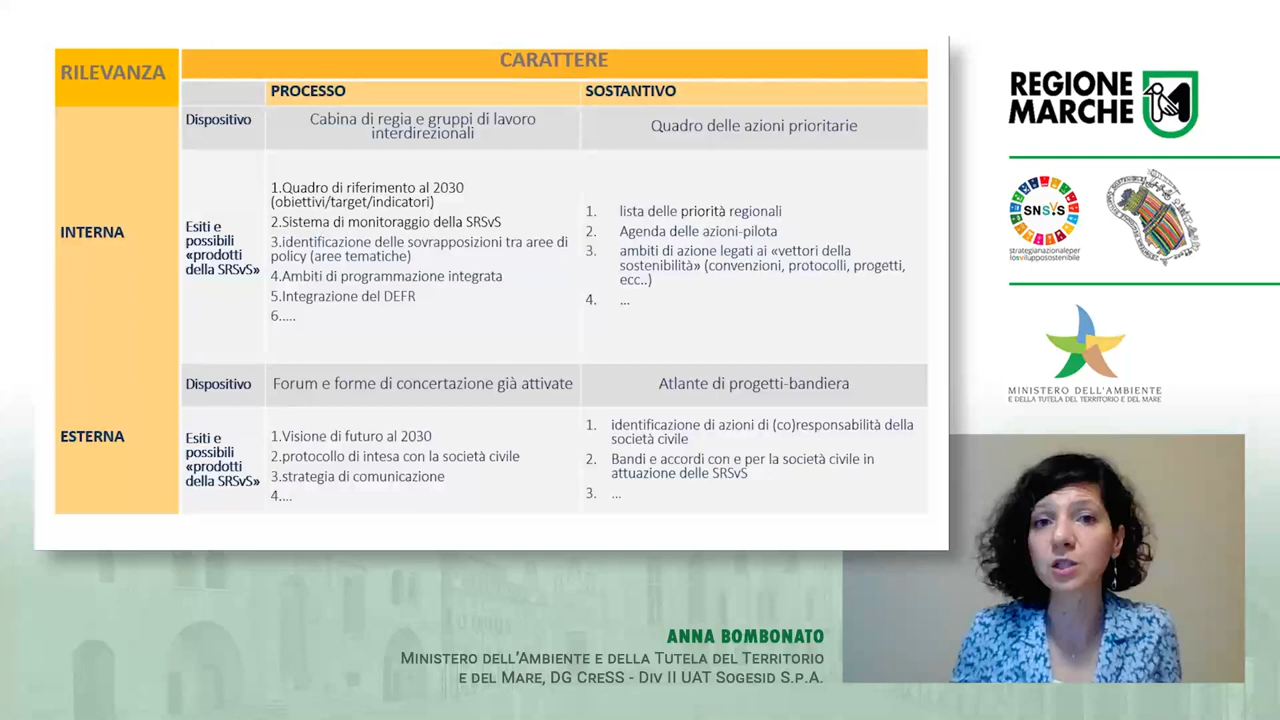 RILEVANZA
CARATTERE
PROCESSO
SOSTANTIVO
INTERNA
Dispositivo
Cabina di regia e gruppi di lavoro
interdirezionali
Quadro delle azioni prioritarie
Esiti e
possibili
«prodotti
della SRSvS»
1.Quadro di riferimento al 2030
(obiettivi/target/indicatori)
2.Sistema di monitoraggio della SRSvS
3.identificazione delle sovrapposizioni tra aree di
policy (aree tematiche)
4.Ambiti di programmazione integrata
5.Integrazione del DEFR
6.....
1. lista delle priorità regionali
2. Agenda delle azioni-pilota
3. ambiti di azione legati ai «vettori della
sostenibilità» (convenzioni, protocolli, progetti,
ecc..)
4. ...
ESTERNA
Dispositivo
Forum e forme di concertazione già attivate
Atlante di progetti-bandiera
Esiti e
possibili
«prodotti
della SRSvS»
1.Visione di futuro al 2030
2.protocollo di intesa con la società civile
3.strategia di comunicazione
4....
1. identificazione di azioni di (co)responsabilità della
società civile
2. Bandi e accordi con e per la società civile in
attuazione delle SRSvS
3. ...
REGIONE
MARCHE
SNSVS
strategianazionaleper
losvilupposostenibile
MINISTERO DELL'AMBIENTE
E DELLA TUTELA DEL TERRITORIO E DEL MARE
ANNA BOMBONATO
MINISTERO DELL'AMBIENTE E DELLA TUTELA DEL TERRITORIO
E DEL MARE, DG CRESS - DIV II UAT SOGESID S.P.A.